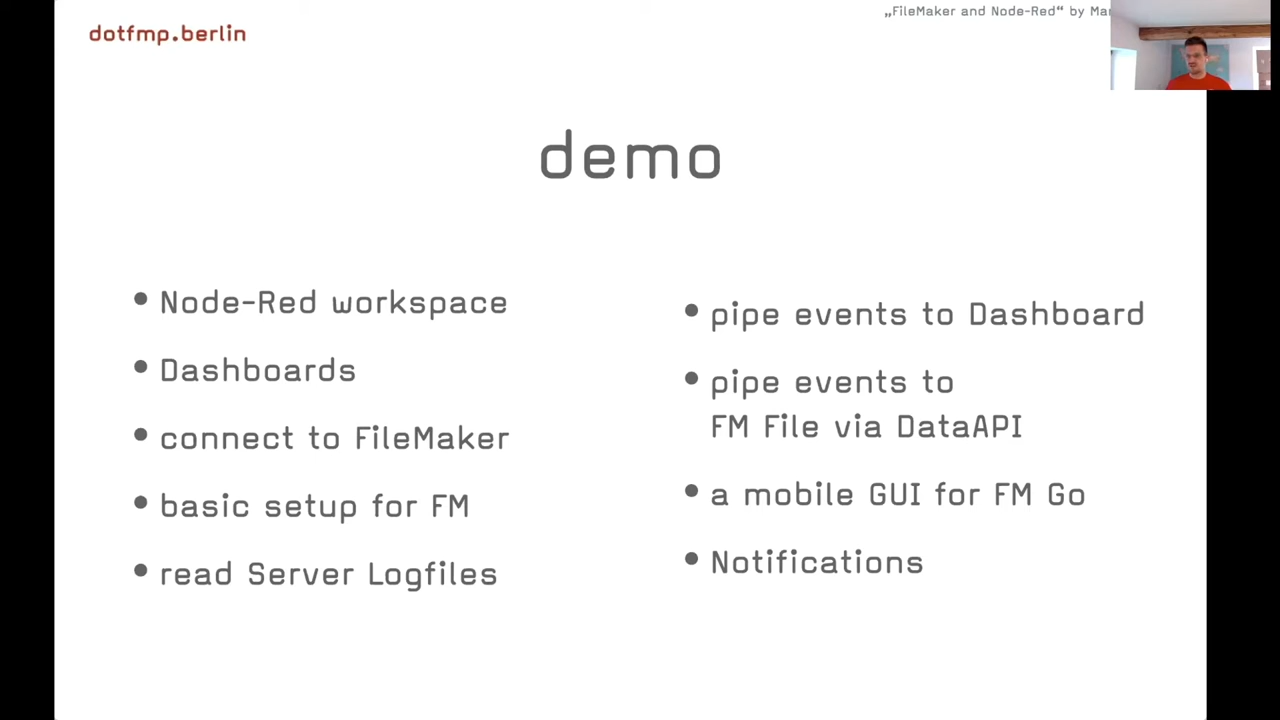 „FileMaker and Node-Red“ by
dotfmp.berlin
demo
• Node-Red workspace
• Dashboards
• connect to FileMaker
• basic setup for FM
• read Server Logfiles
• pipe events to Dashboard
• pipe events to
FM File via DataAPI
• a mobile GUI for FM Go
• Notifications